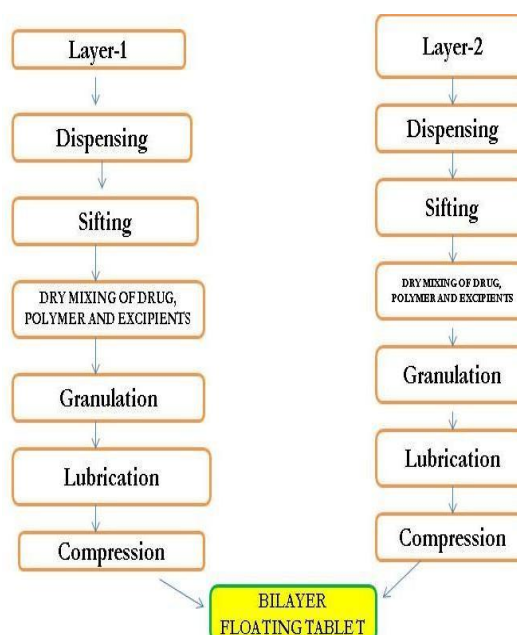 Layer-1
Dispensing
Sifting
DRY MIXING OF DRUG,
POLYMER AND EXCIPIENTS
Granulation
Lubrication
Compression
Layer-2
Dispensing
Sifting
DRY MIXING OF DRUG,
POLYMER AND EXCIPIENTS
Granulation
Lubrication
Compression
BILAYER
FLOATING TABLET